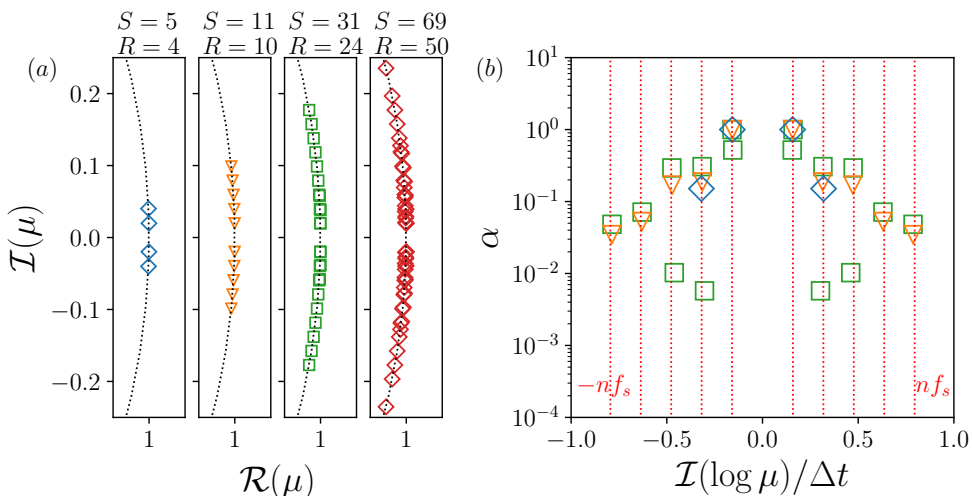 S = 5 S = 11 S = 31 S = 69
R = 4 R = 10 R = 24 R = 50
(a) (b)
0.2
0.1
0.0
−0.1
−0.2
I(μ)
1 1 1 1
R(μ)
10^1
10^0
10^−1
10^−2
10^−3
10^−4
α
−nf_s nf_s
−1.0 −0.5 0.0 0.5 1.0
I(log μ)/Δt